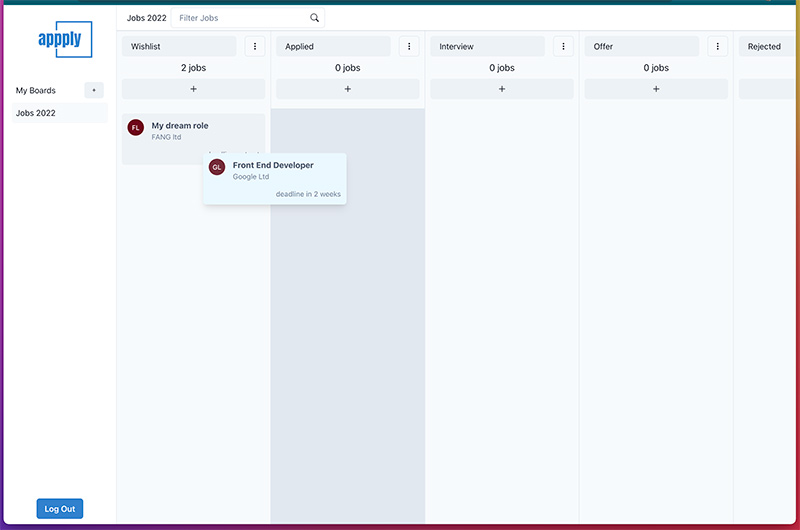 appply
My Boards +
Jobs 2022
Log Out
Jobs 2022 Filter Jobs
Wishlist
2 jobs
+
FL My dream role
FANG ltd
GL Front End Developer
Google Ltd
deadline in 2 weeks
Applied
0 jobs
+
Interview
0 jobs
+
Offer
0 jobs
+
Rejected